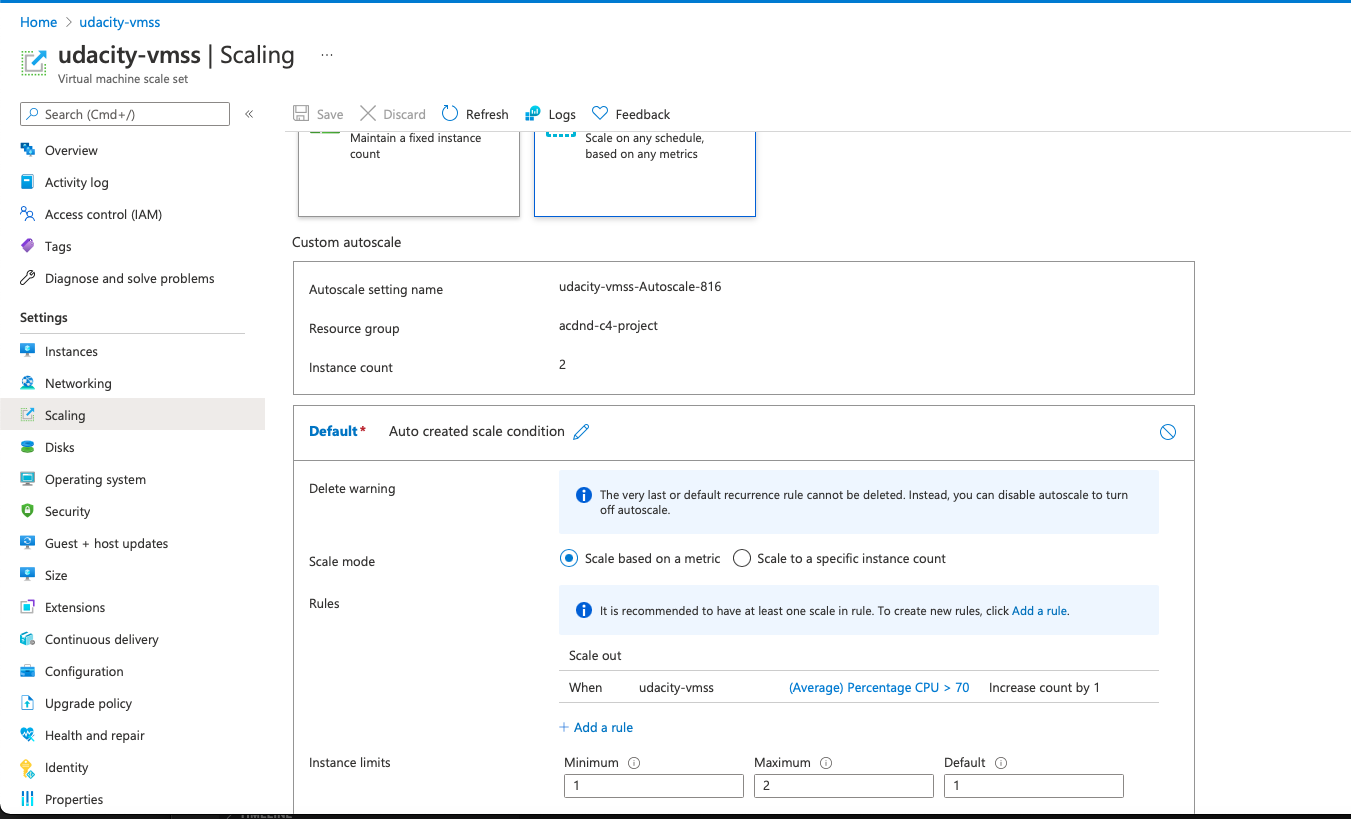 Home > udacity-vmss
udacity-vmss | Scaling ...
Virtual machine scale set
Search (Cmd+/)
«
Save
Discard
Refresh
Logs
Feedback
Overview
Activity log
Access control (IAM)
Tags
Diagnose and solve problems
Settings
Instances
Networking
Scaling
Disks
Operating system
Security
Guest + host updates
Size
Extensions
Continuous delivery
Configuration
Upgrade policy
Health and repair
Identity
Properties
Maintain a fixed instance
count
Scale on any schedule,
based on any metrics
Custom autoscale
Autoscale setting name udacity-vmss-Autoscale-816
Resource group acdnd-c4-project
Instance count 2
Default* Auto created scale condition
Delete warning
The very last or default recurrence rule cannot be deleted. Instead, you can disable autoscale to turn
off autoscale.
Scale mode Scale based on a metric Scale to a specific instance count
Rules
It is recommended to have at least one scale in rule. To create new rules, click Add a rule.
Scale out
When udacity-vmss (Average) Percentage CPU > 70 Increase count by 1
+ Add a rule
Instance limits Minimum Maximum Default
1 2 1
TIMELINE